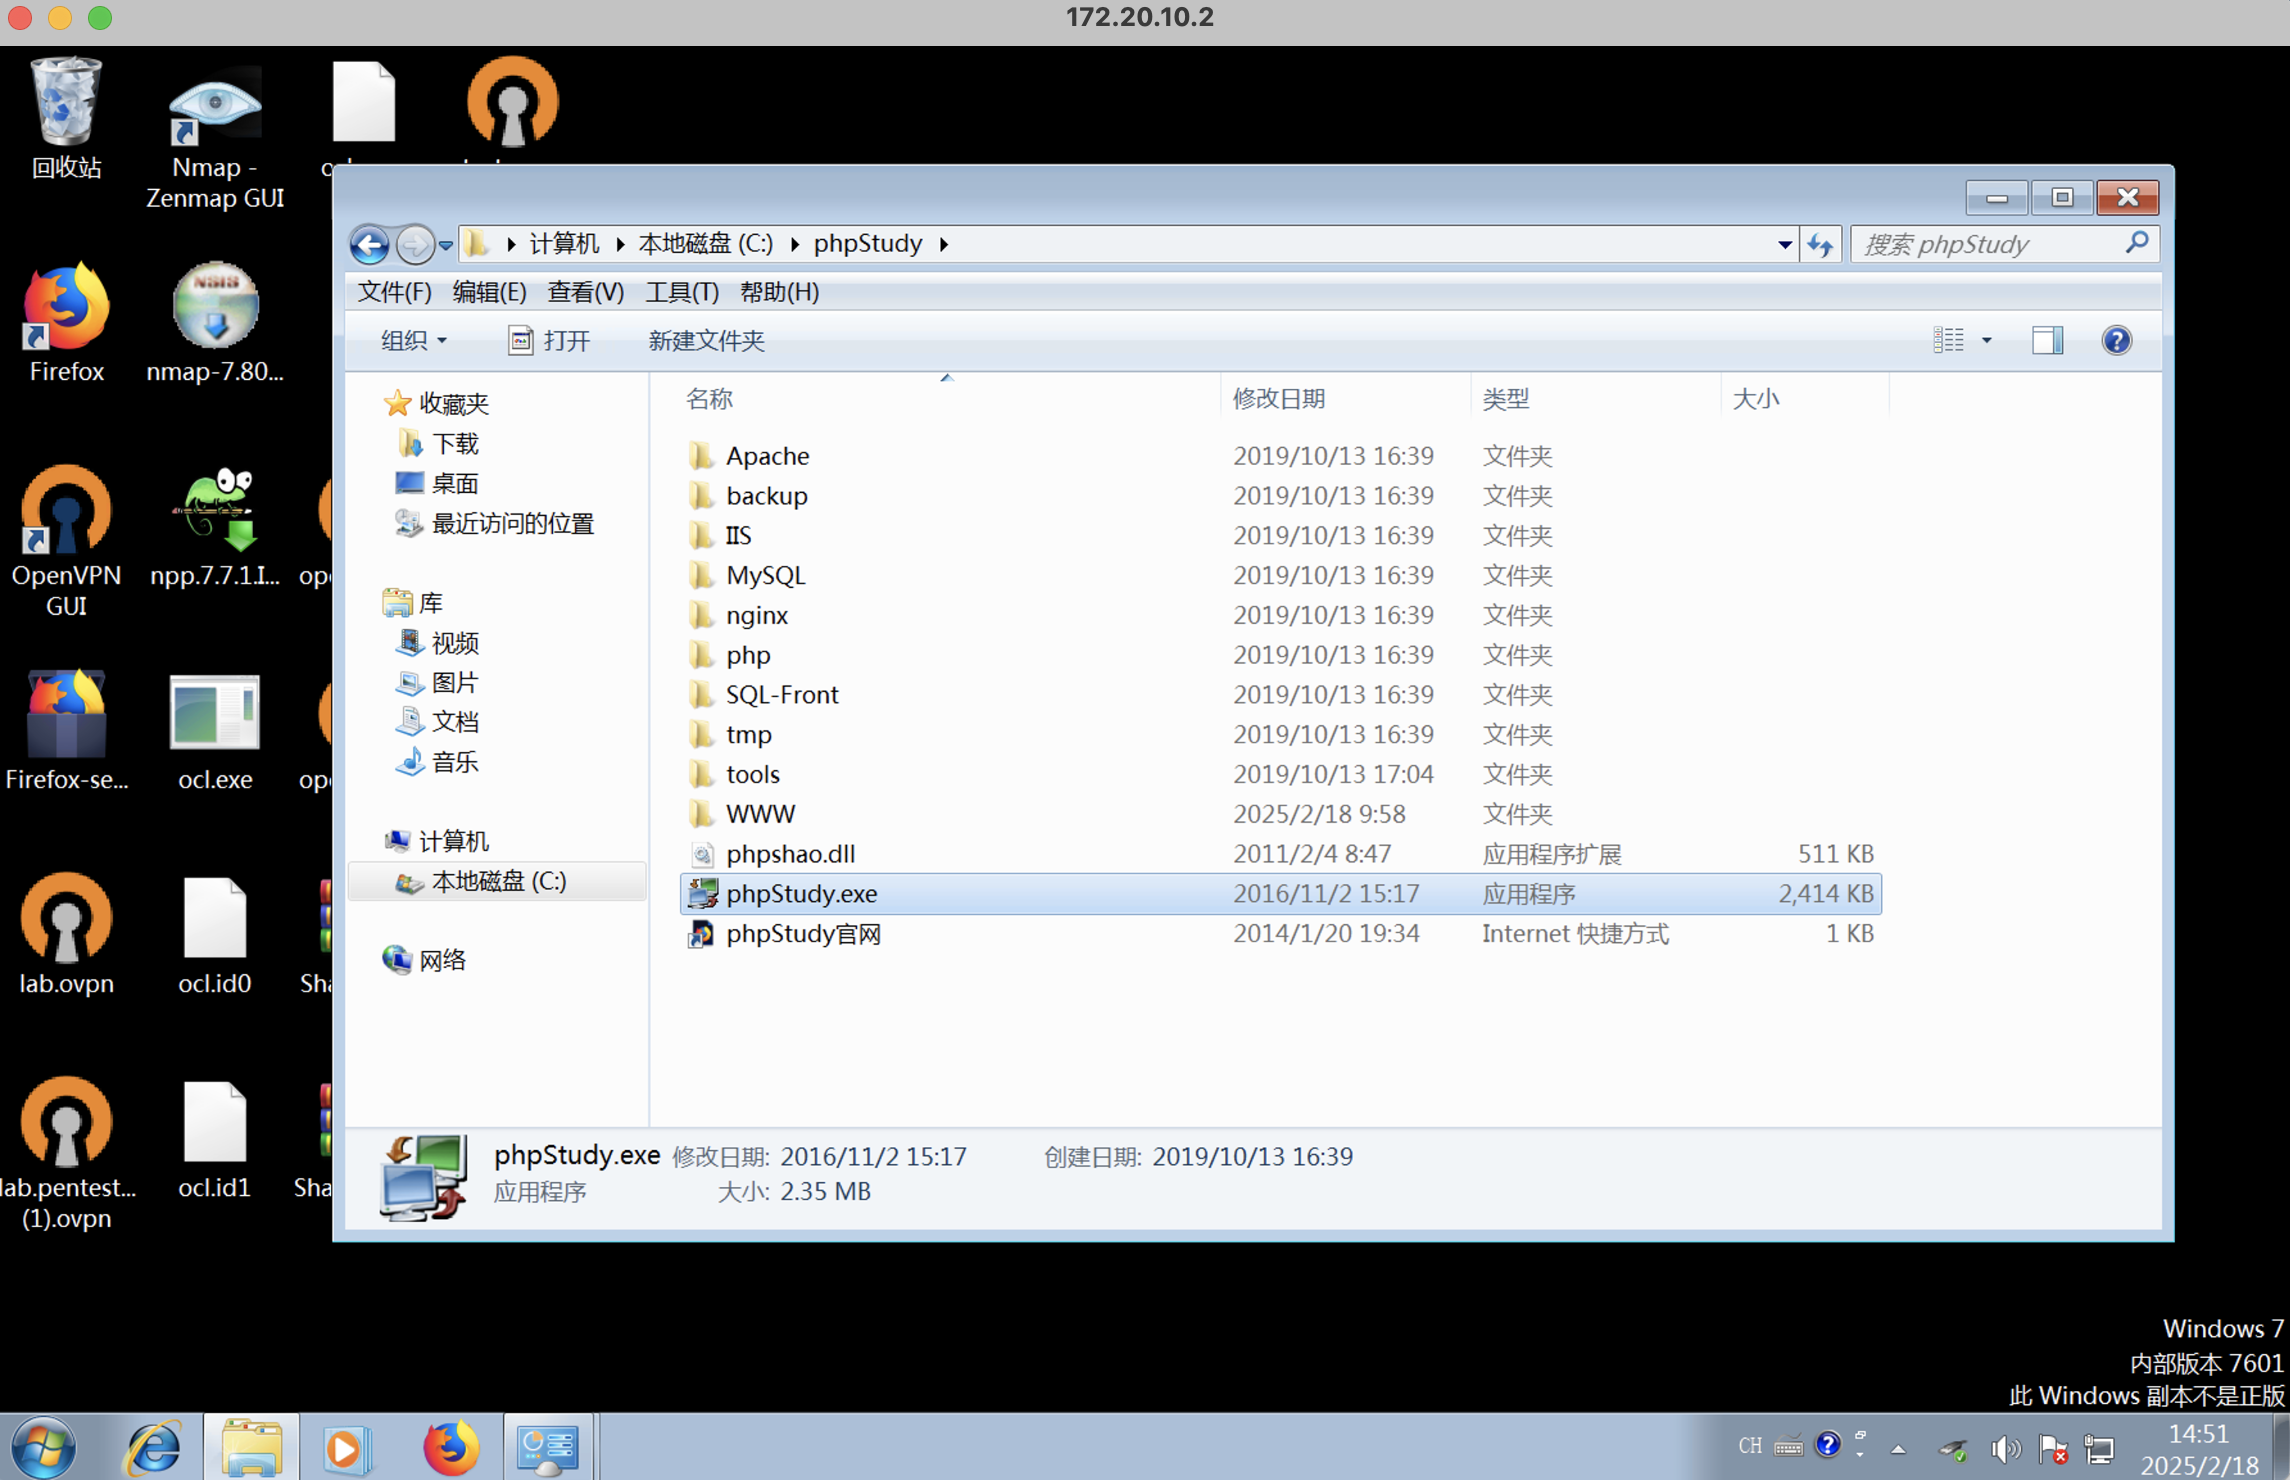 172.20.10.2
回收站
Nmap -
Zenmap GUI
Firefox
NSIS
nmap-7.80...
OpenVPN
GUI
npp.7.7.1.I...
Firefox-se...
ocl.exe
lab.ovpn
ocl.id0
lab.pentest...
(1).ovpn
ocl.id1
计算机 本地磁盘 (C:) phpStudy
搜索 phpStudy
文件(F) 编辑(E) 查看(V) 工具(T) 帮助(H)
组织 打开 新建文件夹
收藏夹
下载
桌面
最近访问的位置
库
视频
图片
文档
音乐
计算机
本地磁盘 (C:)
网络
名称 修改日期 类型 大小
Apache 2019/10/13 16:39 文件夹
backup 2019/10/13 16:39 文件夹
IIS 2019/10/13 16:39 文件夹
MySQL 2019/10/13 16:39 文件夹
nginx 2019/10/13 16:39 文件夹
php 2019/10/13 16:39 文件夹
SQL-Front 2019/10/13 16:39 文件夹
tmp 2019/10/13 16:39 文件夹
tools 2019/10/13 17:04 文件夹
WWW 2025/2/18 9:58 文件夹
phpshao.dll 2011/2/4 8:47 应用程序扩展 511 KB
phpStudy.exe 2016/11/2 15:17 应用程序 2,414 KB
phpStudy官网 2014/1/20 19:34 Internet 快捷方式 1 KB
phpStudy.exe 修改日期: 2016/11/2 15:17 创建日期: 2019/10/13 16:39
应用程序 大小: 2.35 MB
Windows 7
内部版本 7601
此 Windows 副本不是正版
CH
14:51
2025/2/18